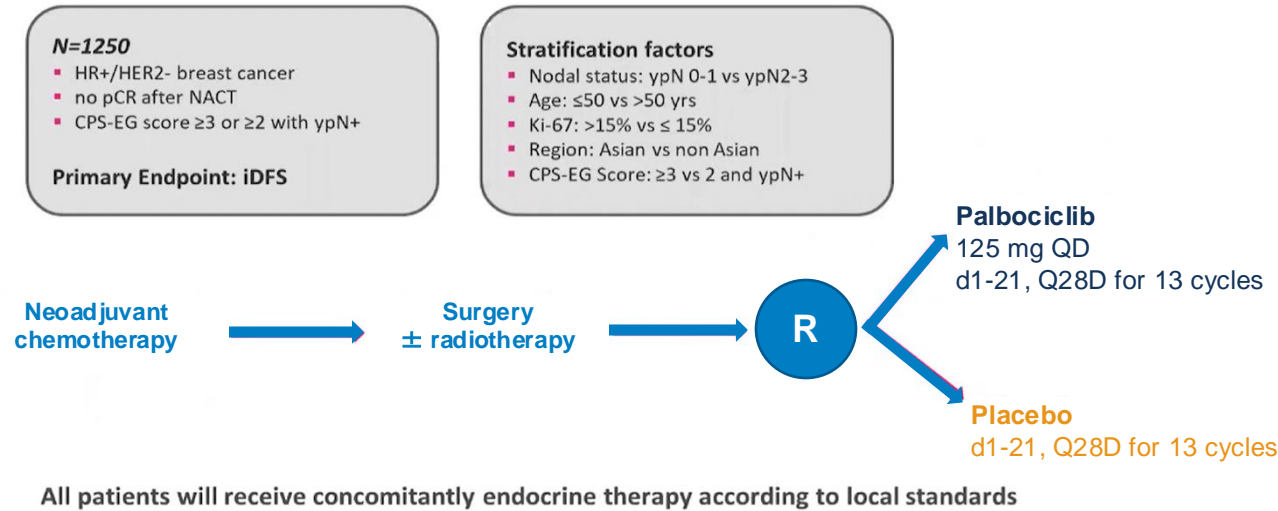 N=1250
▪ HR+/HER2- breast cancer
▪ no pCR after NACT
▪ CPS-EG score ≥3 or ≥2 with ypN+
Primary Endpoint: iDFS
Stratification factors
▪ Nodal status: ypN 0-1 vs ypN2-3
▪ Age: ≤50 vs >50 yrs
▪ Ki-67: >15% vs ≤ 15%
▪ Region: Asian vs non Asian
▪ CPS-EG Score: ≥3 vs 2 and ypN+
Neoadjuvant
chemotherapy
Surgery
± radiotherapy
R
Palbociclib
125 mg QD
d1-21, Q28D for 13 cycles
Placebo
d1-21, Q28D for 13 cycles
All patients will receive concomitantly endocrine therapy according to local standards